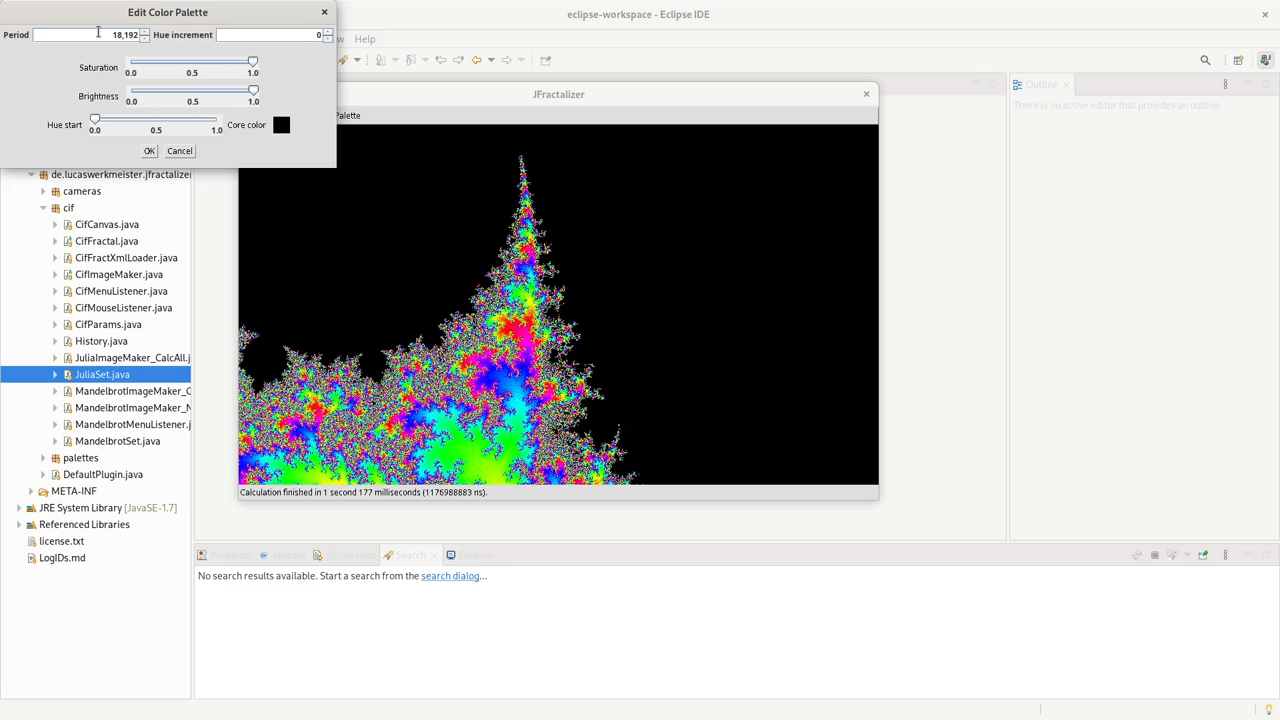 Edit Color Palette
eclipse-workspace - Eclipse IDE
Period 18,192 Hue increment 0
Help
Saturation
0.0 0.5 1.0
Brightness
0.0 0.5 1.0
Hue start
0.0 0.5 1.0
Core color
OK Cancel
JFractalizer
Palette
Outline
There is no active editor that provides an outline.
de.lucaswerkmeister.jfractalizer
cameras
cif
CifCanvas.java
CifFractal.java
CifFractXmlLoader.java
CifImageMaker.java
CifMenuListener.java
CifMouseListener.java
CifParams.java
History.java
JuliaImageMaker_CalcAll.j
JuliaSet.java
MandelbrotImageMaker_C
MandelbrotImageMaker_N
MandelbrotMenuListener.j
MandelbrotSet.java
palettes
DefaultPlugin.java
META-INF
JRE System Library [JavaSE-1.7]
Referenced Libraries
license.txt
LogIDs.md
Calculation finished in 1 second 177 milliseconds (1176988883 ns).
Problems Javadoc Declaration Search Console
No search results available. Start a search from the search dialog...